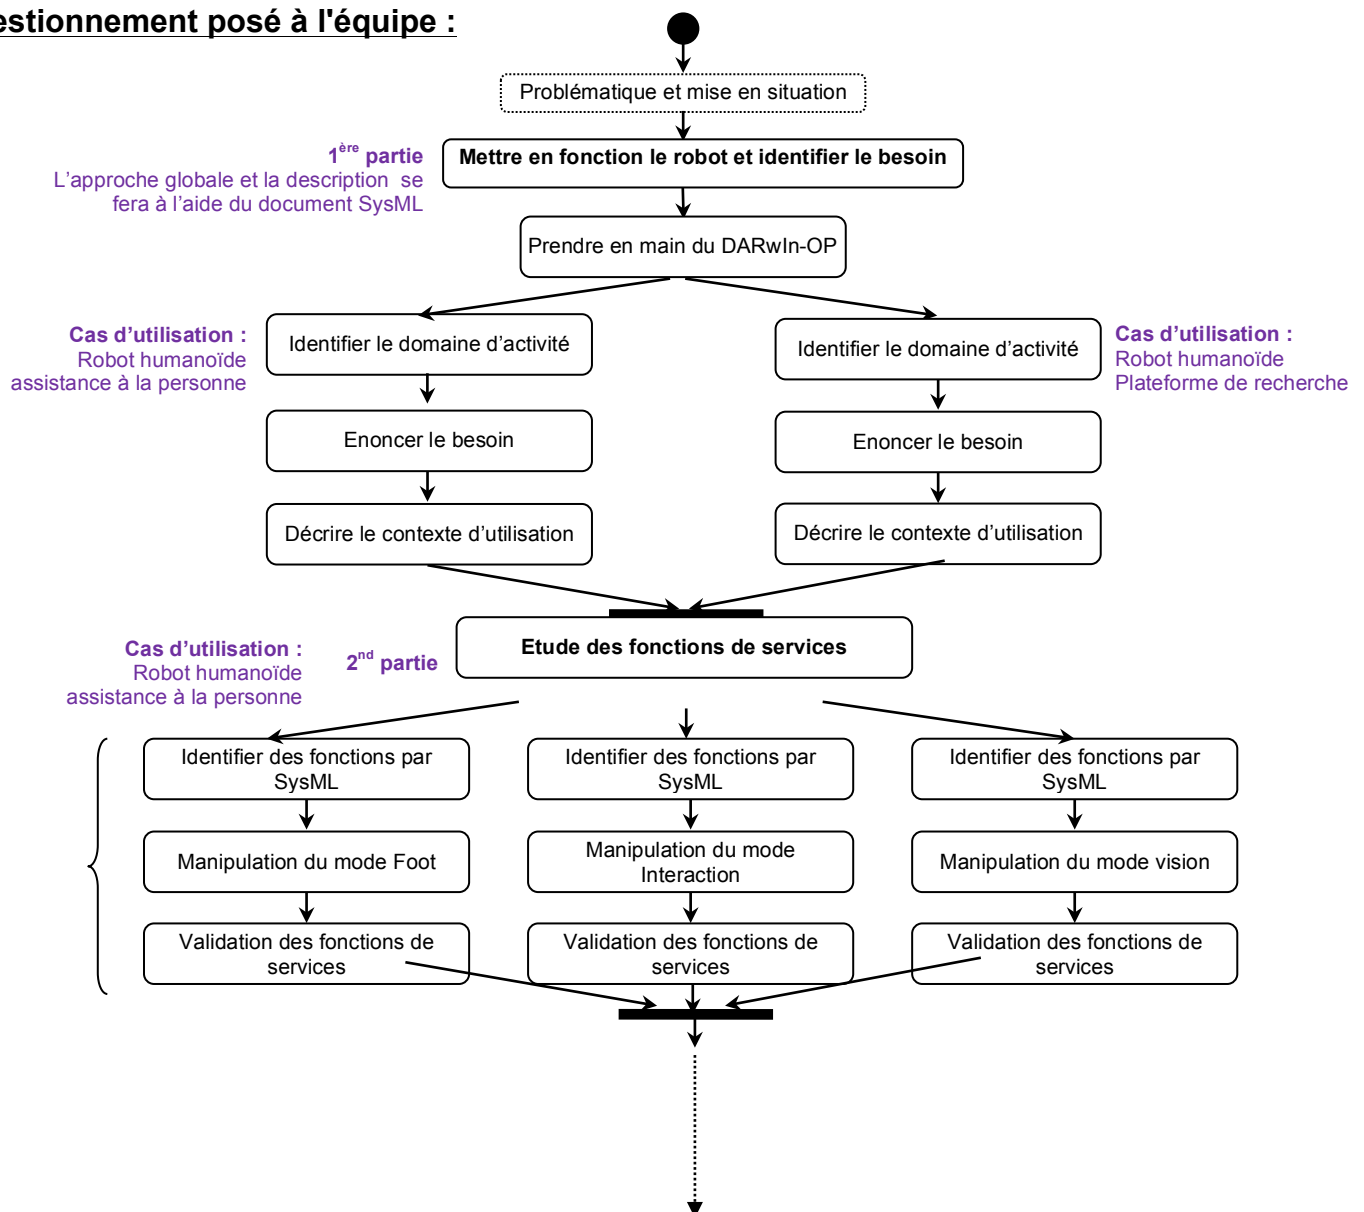 estionnement posé à l'équipe :
Problématique et mise en situation
1ère partie
L'approche globale et la description se
fera à l'aide du document SysML
Mettre en fonction le robot et identifier le besoin
Prendre en main du DARwIn-OP
Cas d'utilisation :
Robot humanoïde
assistance à la personne
Identifier le domaine d'activité
Identifier le domaine d'activité
Cas d'utilisation :
Robot humanoïde
Plateforme de recherche
Enoncer le besoin
Enoncer le besoin
Décrire le contexte d'utilisation
Décrire le contexte d'utilisation
Cas d'utilisation :
Robot humanoïde
assistance à la personne
2nd partie
Etude des fonctions de services
Identifier des fonctions par
SysML
Identifier des fonctions par
SysML
Identifier des fonctions par
SysML
Manipulation du mode Foot
Manipulation du mode
Interaction
Manipulation du mode vision
Validation des fonctions de
services
Validation des fonctions de
services
Validation des fonctions de
services